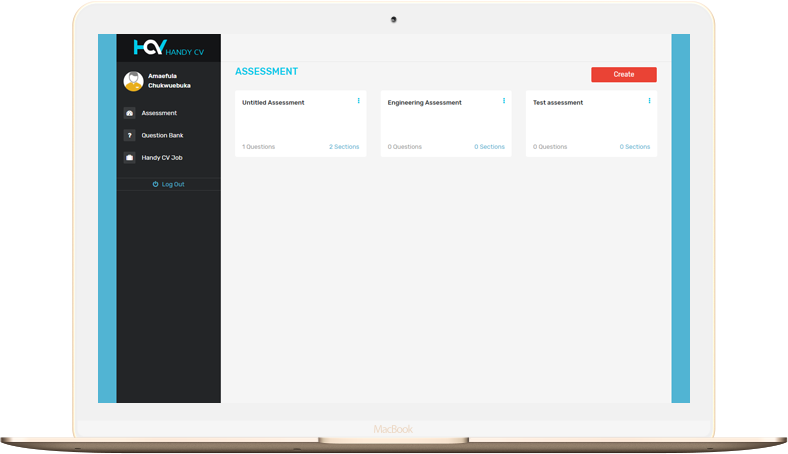 HCV HANDY CV
Amaefula
Chukwuebuka
Assessment
Question Bank
Handy CV Job
Log Out
ASSESSMENT
Create
Untitled Assessment
1 Questions
2 Sections
Engineering Assessment
0 Questions
0 Sections
Test assessment
0 Questions
0 Sections
MacBook